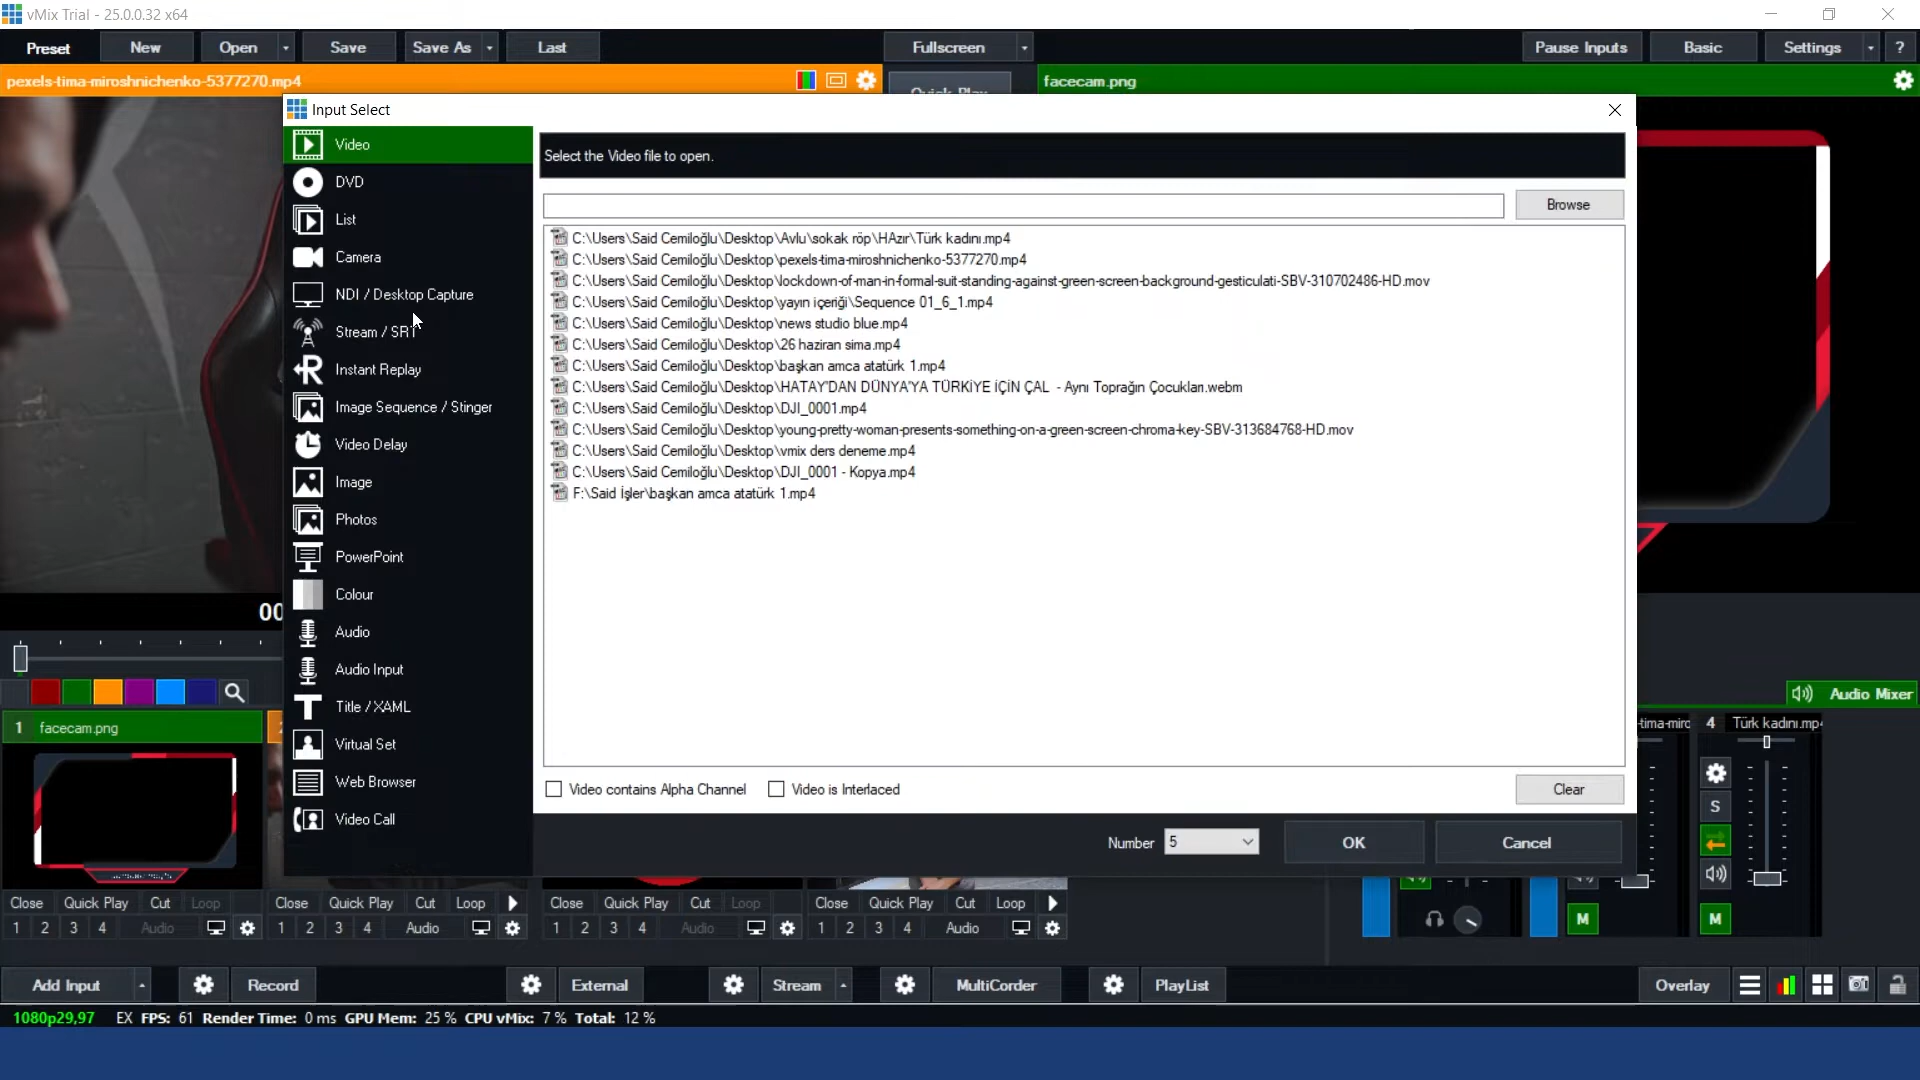 vMix Trial - 25.0.0.32 x64
Preset New Open Save Save As Last Fullscreen Pause Inputs Basic Settings ?
pexels-tima-miroshnichenko-5377270.mp4
Quick Play
facecam.png
Input Select
Video
DVD
List
Camera
NDI / Desktop Capture
Stream / SRT
Instant Replay
Image Sequence / Stinger
Video Delay
Image
Photos
PowerPoint
Colour
Audio
Audio Input
Title / XAML
Virtual Set
Web Browser
Video Call
Select the Video file to open.
Browse
C:\Users\Said Cemiloğlu\Desktop\Avlu\sokak röp\HAzır\Türk kadını.mp4
C:\Users\Said Cemiloğlu\Desktop\pexels-tima-miroshnichenko-5377270.mp4
C:\Users\Said Cemiloğlu\Desktop\lockdown-of-man-in-formal-suit-standing-against-green-screen-background-gesticulati-SBV-310702486-HD.mov
C:\Users\Said Cemiloğlu\Desktop\yayın içeriği\Sequence 01_6_1.mp4
C:\Users\Said Cemiloğlu\Desktop\news studio blue.mp4
C:\Users\Said Cemiloğlu\Desktop\26 haziran sima.mp4
C:\Users\Said Cemiloğlu\Desktop\başkan amca atatürk 1.mp4
C:\Users\Said Cemiloğlu\Desktop\HATAY'DAN DÜNYA'YA TÜRKİYE İÇİN ÇAL - Aynı Toprağın Çocukları.webm
C:\Users\Said Cemiloğlu\Desktop\DJI_0001.mp4
C:\Users\Said Cemiloğlu\Desktop\young-pretty-woman-presents-something-on-a-green-screen-chroma-key-SBV-313684768-HD.mov
C:\Users\Said Cemiloğlu\Desktop\vmix ders deneme.mp4
C:\Users\Said Cemiloğlu\Desktop\DJI_0001 - Kopya.mp4
F:\Said İşler\başkan amca atatürk 1.mp4
Video contains Alpha Channel Video is Interlaced Clear
Number 5 OK Cancel
00
Audio Mixer
1 facecam.png
2
-tima-miro 4 Türk kadını.mp4
S
Close Quick Play Cut Loop Close Quick Play Cut Loop Close Quick Play Cut Loop Close Quick Play Cut Loop
1 2 3 4 Audio 1 2 3 4 Audio 1 2 3 4 Audio 1 2 3 4 Audio
M M
Add Input Record External Stream MultiCorder PlayList Overlay
1080p29,97 EX FPS: 61 Render Time: 0 ms GPU Mem: 25 % CPU vMix: 7 % Total: 12 %